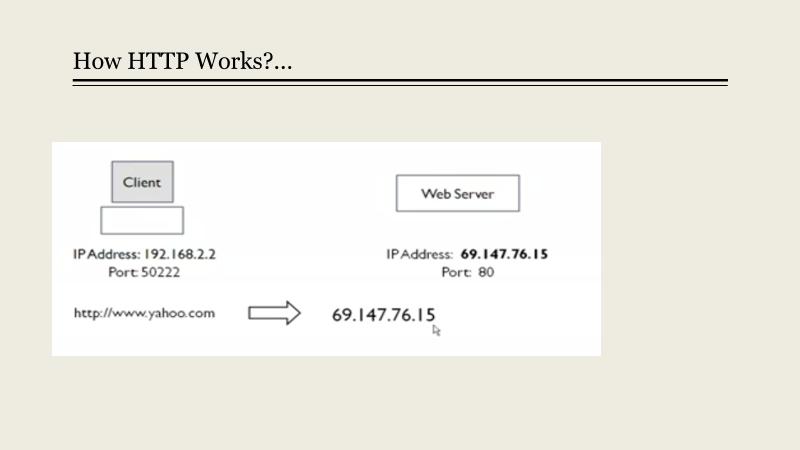 How HTTP Works?...
Client
Web Server
IP Address: 192.168.2.2
Port: 50222
IP Address: 69.147.76.15
Port: 80
http://www.yahoo.com
69.147.76.15